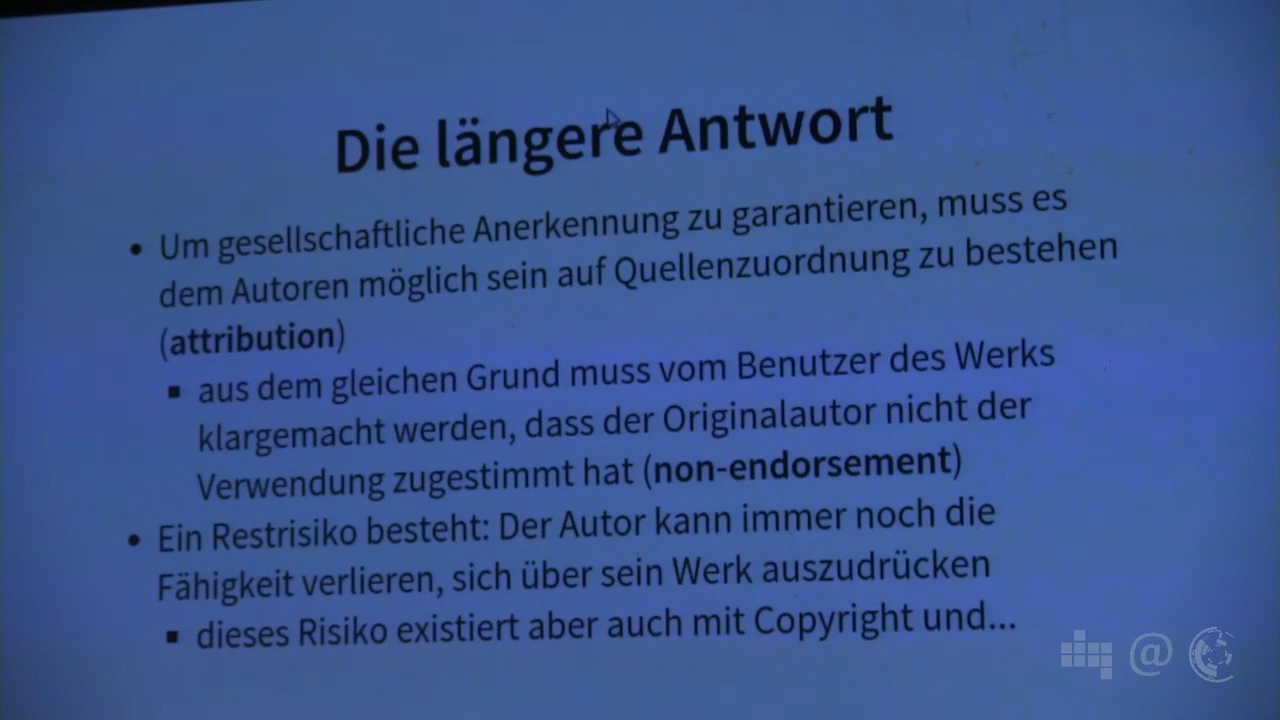 Die längere Antwort
• Um gesellschaftliche Anerkennung zu garantieren, muss es
dem Autoren möglich sein auf Quellenzuordnung zu bestehen
(attribution)
▪ aus dem gleichen Grund muss vom Benutzer des Werks
klargemacht werden, dass der Originalautor nicht der
Verwendung zugestimmt hat (non-endorsement)
• Ein Restrisiko besteht: Der Autor kann immer noch die
Fähigkeit verlieren, sich über sein Werk auszudrücken
▪ dieses Risiko existiert aber auch mit Copyright und...
@